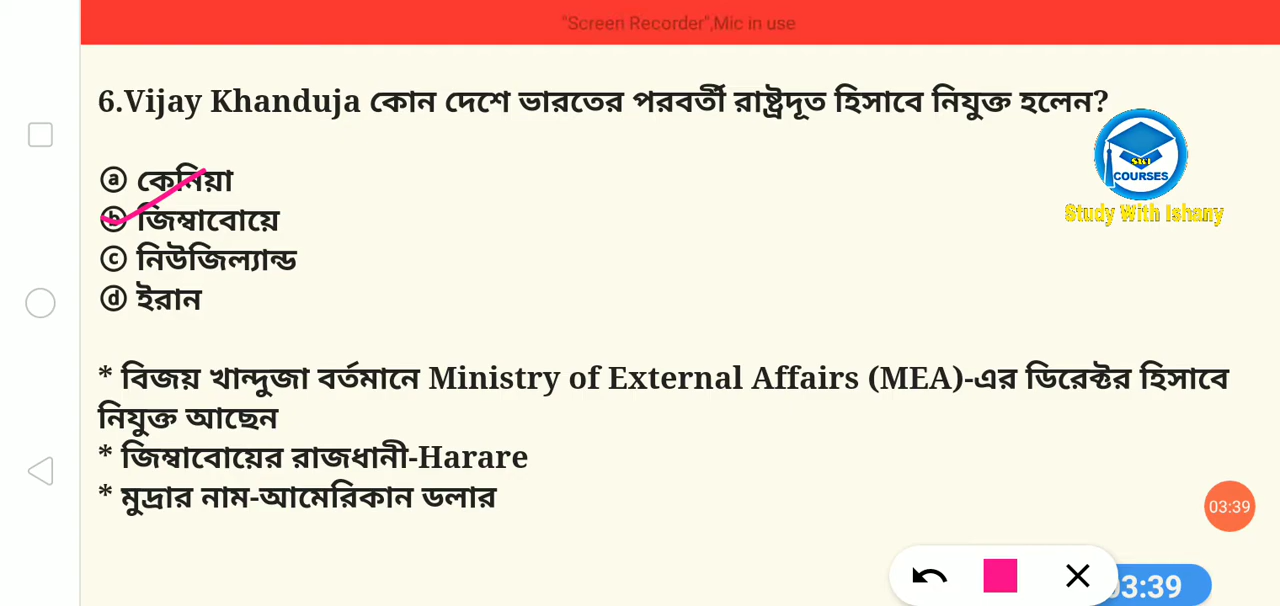 "Screen Recorder",Mic in use
6.Vijay Khanduja কোন দেশে ভারতের পরবর্তী রাষ্ট্রদূত হিসাবে নিযুক্ত হলেন?
ⓐ কেনিয়া
ⓑ জিম্বাবোয়ে
ⓒ নিউজিল্যান্ড
ⓓ ইরান
COURSES
Study With Ishany
* বিজয় খান্দুজা বর্তমানে Ministry of External Affairs (MEA)-এর ডিরেক্টর হিসাবে
নিযুক্ত আছেন
* জিম্বাবোয়ের রাজধানী-Harare
* মুদ্রার নাম-আমেরিকান ডলার
03:39
03:39